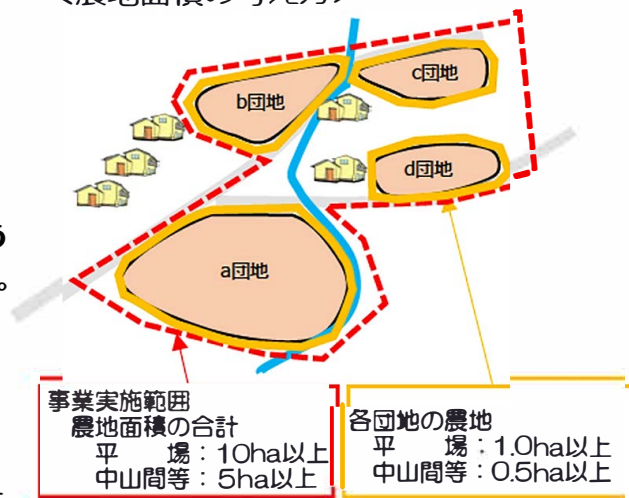 b団地
c団地
d団地
a団地
事業実施範囲
農地面積の合計
平　　場：10ha以上
中山間等：5ha以上
各団地の農地
平　　場：1.0ha以上
中山間等：0.5ha以上